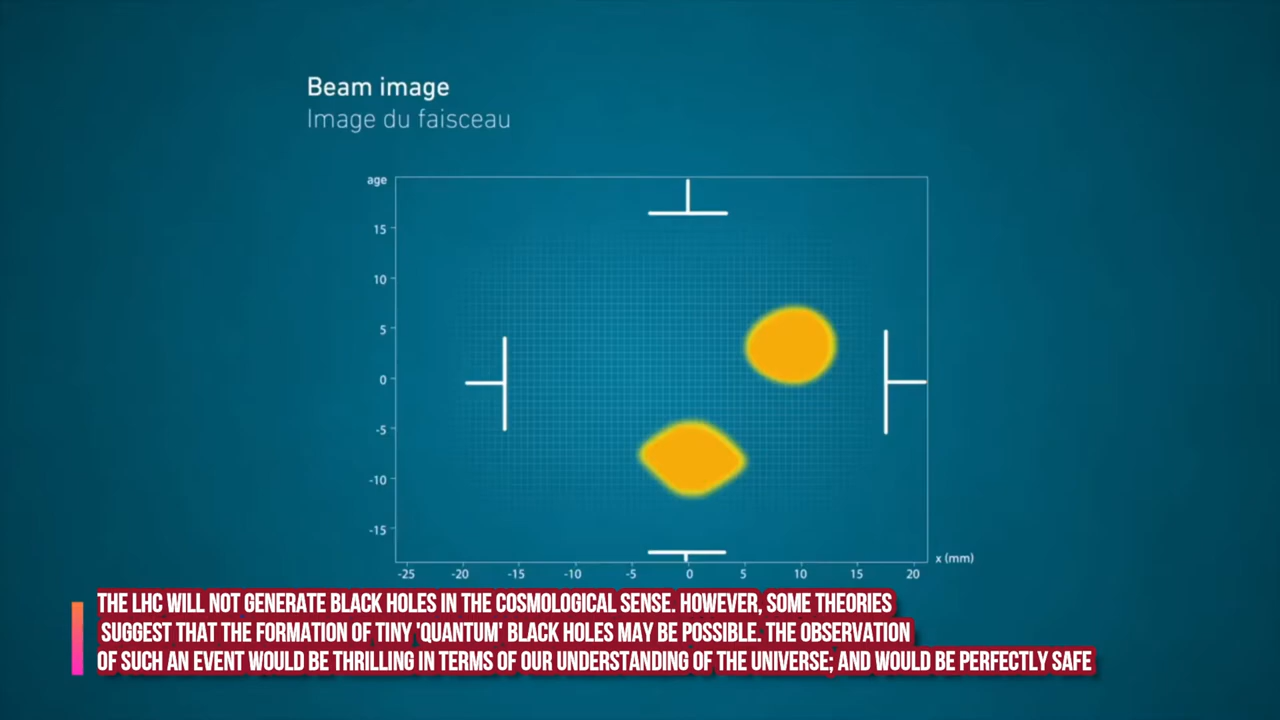 Beam image
Image du faisceau
age
15
10
5
0
-5
-10
-15
x (mm)
-25 -20 -15 -10 -5 0 5 10 15 20
THE LHC WILL NOT GENERATE BLACK HOLES IN THE COSMOLOGICAL SENSE. HOWEVER, SOME THEORIES
SUGGEST THAT THE FORMATION OF TINY 'QUANTUM' BLACK HOLES MAY BE POSSIBLE. THE OBSERVATION
OF SUCH AN EVENT WOULD BE THRILLING IN TERMS OF OUR UNDERSTANDING OF THE UNIVERSE; AND WOULD BE PERFECTLY SAFE